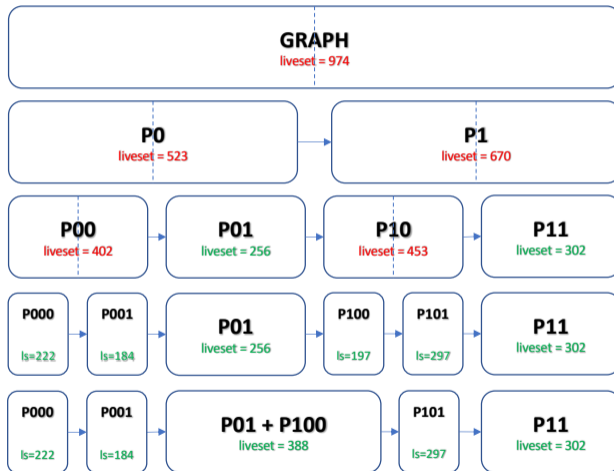 GRAPH
liveset = 974
P0
liveset = 523
P1
liveset = 670
P00
liveset = 402
P01
liveset = 256
P10
liveset = 453
P11
liveset = 302
P000
ls=222
P001
ls=184
P01
liveset = 256
P100
ls=197
P101
ls=297
P11
liveset = 302
P000
ls=222
P001
ls=184
P01 + P100
liveset = 388
P101
ls=297
P11
liveset = 302